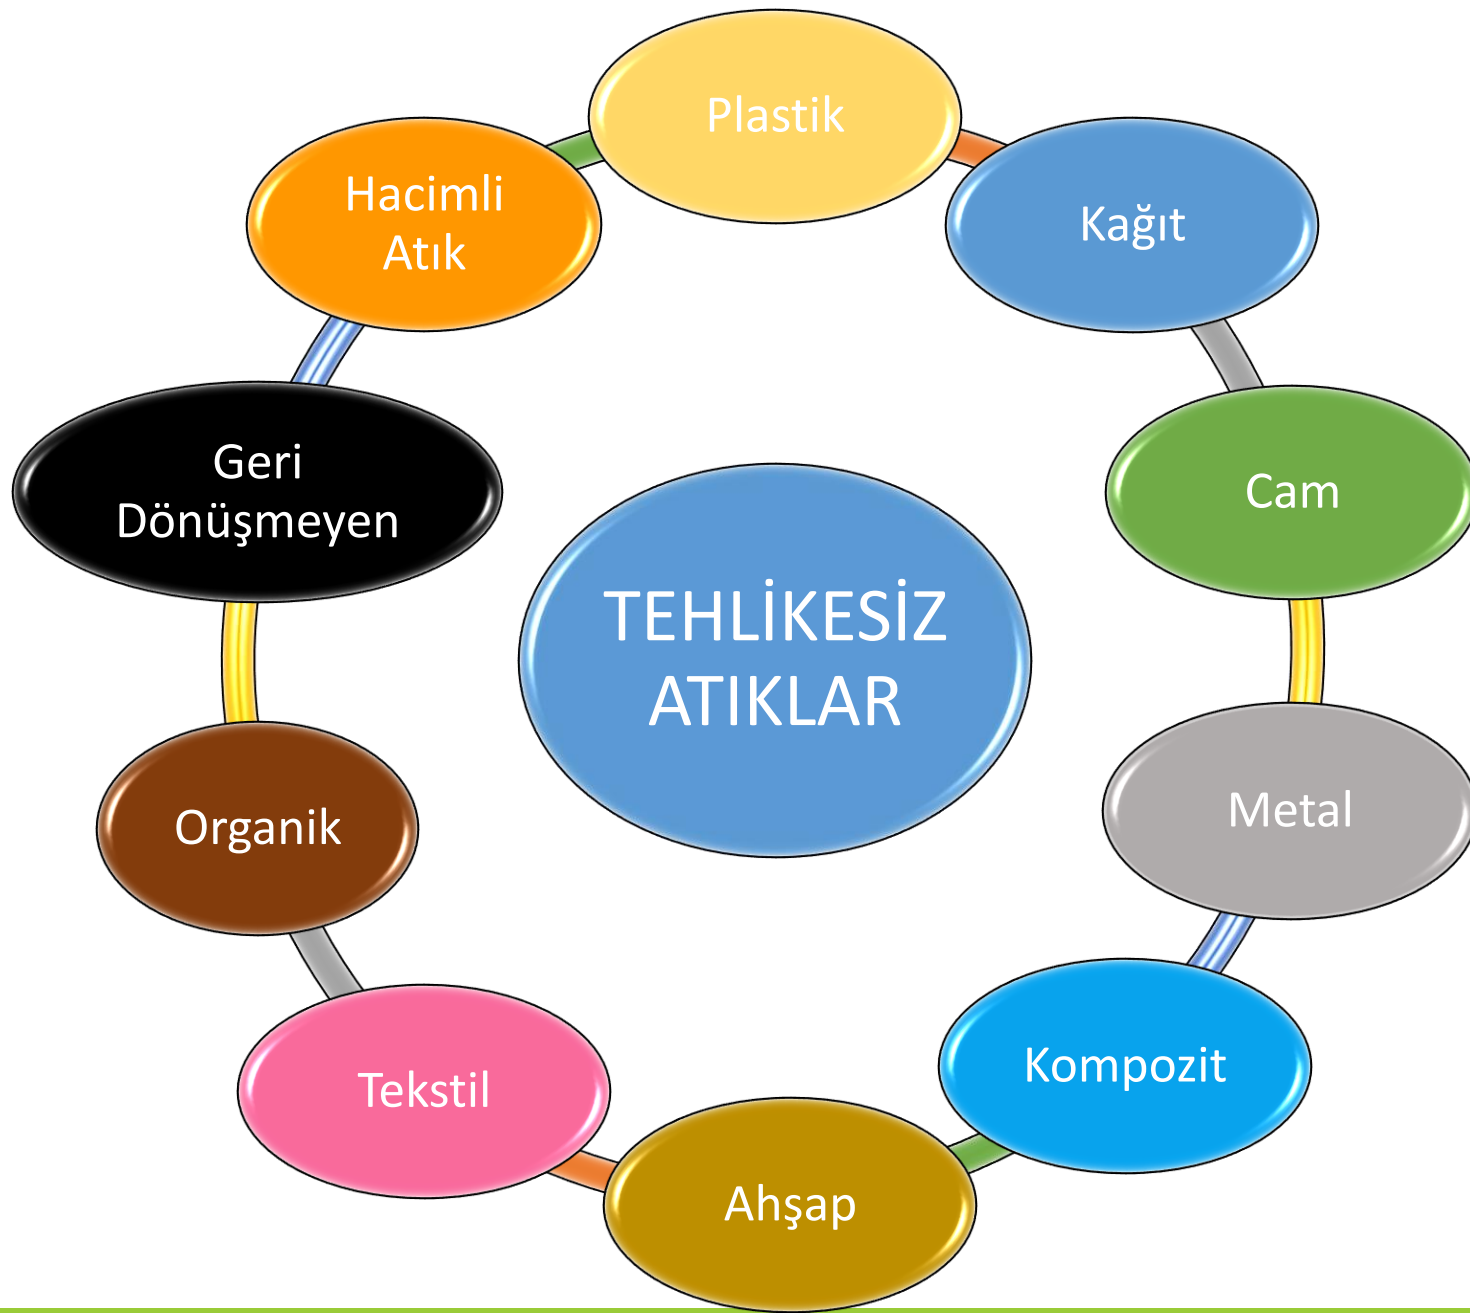 Plastik
Kağıt
Cam
Metal
Kompozit
Ahşap
Tekstil
Organik
Geri
Dönüşmeyen
Hacimli
Atık
TEHLİKESİZ
ATIKLAR